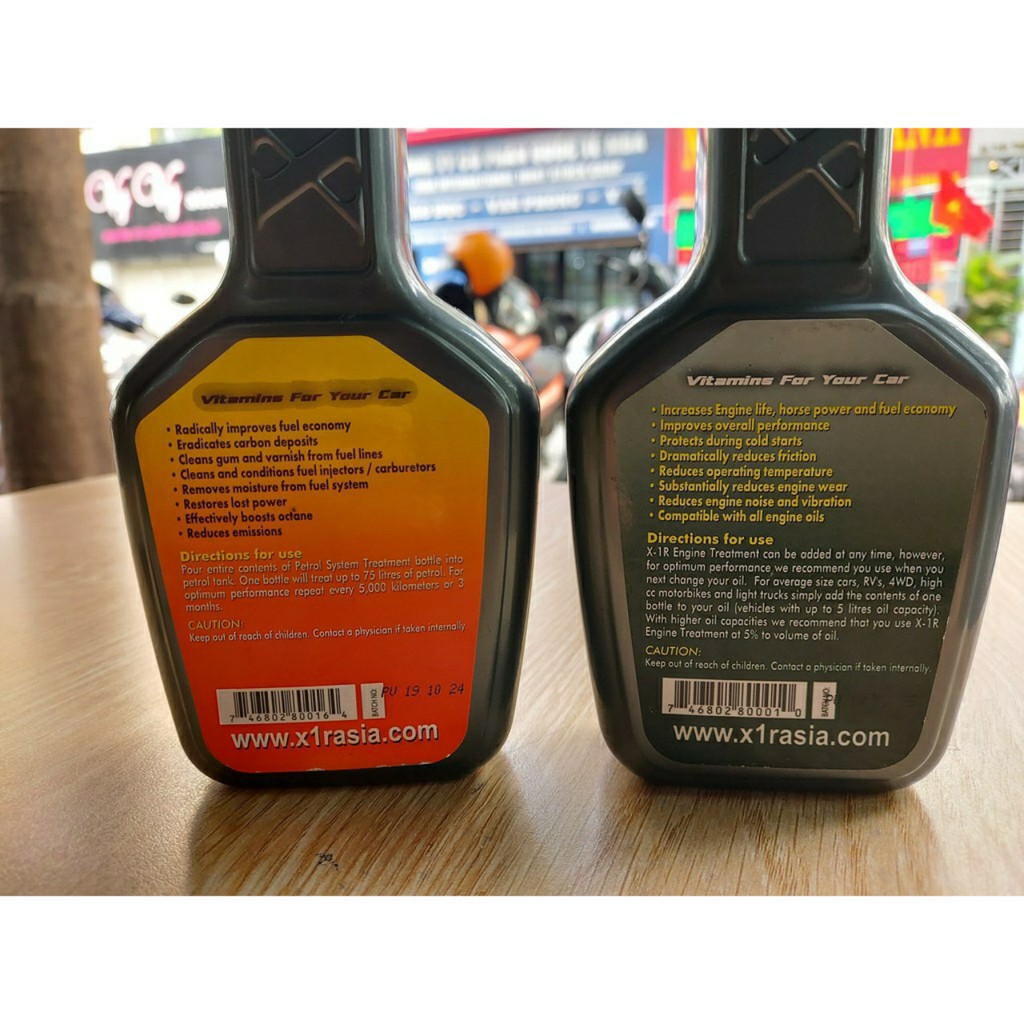 Vitamins For Your Car
• Radically improves fuel economy
• Eradicates carbon deposits
• Cleans gum and varnish from fuel lines
• Cleans and conditions fuel injectors / carburetors
• Removes moisture from fuel system
• Restores lost power
• Effectively boosts octane
• Reduces emissions
Directions for use
Pour entire contents of Petrol System Treatment bottle into
petrol tank. One bottle will treat up to 75 litres of petrol. For
optimum performance repeat every 5,000 kilometers or 3
months.
CAUTION:
Keep out of reach of children. Contact a physician if taken internally.
7 46802 80016 4
BATCH NO:
PU 19 10 24
www.x1rasia.com
Vitamins For Your Car
• Increases Engine life, horse power and fuel economy
• Improves overall performance
• Protects during cold starts
• Dramatically reduces friction
• Reduces operating temperature
• Substantially reduces engine wear
• Reduces engine noise and vibration
• Compatible with all engine oils
Directions for use
X-1R Engine Treatment can be added at any time, however,
for optimum performance we recommend you use when you
next change your oil. For average size cars, RV's, 4WD, high
cc motorbikes and light trucks simply add the contents of one
bottle to your oil (vehicles with up to 5 litres oil capacity).
With higher oil capacities we recommend that you use X-1R
Engine Treatment at 5% to volume of oil.
CAUTION:
Keep out of reach of children. Contact a physician if taken internally.
7 46802 80001 0
BATCH NO:
www.x1rasia.com